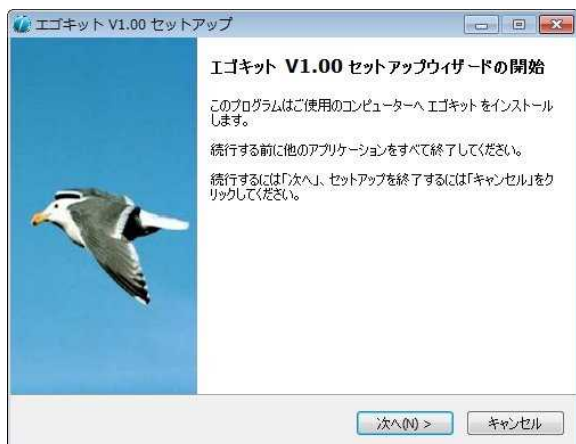 エゴキット V1.00 セットアップ
エゴキット V1.00 セットアップウィザードの開始
このプログラムはご使用のコンピューターへ エゴキット をインストール
します。
続行する前に他のアプリケーションをすべて終了してください。
続行するには「次へ」、セットアップを終了するには「キャンセル」をク
リックしてください。
次へ(N) >
キャンセル